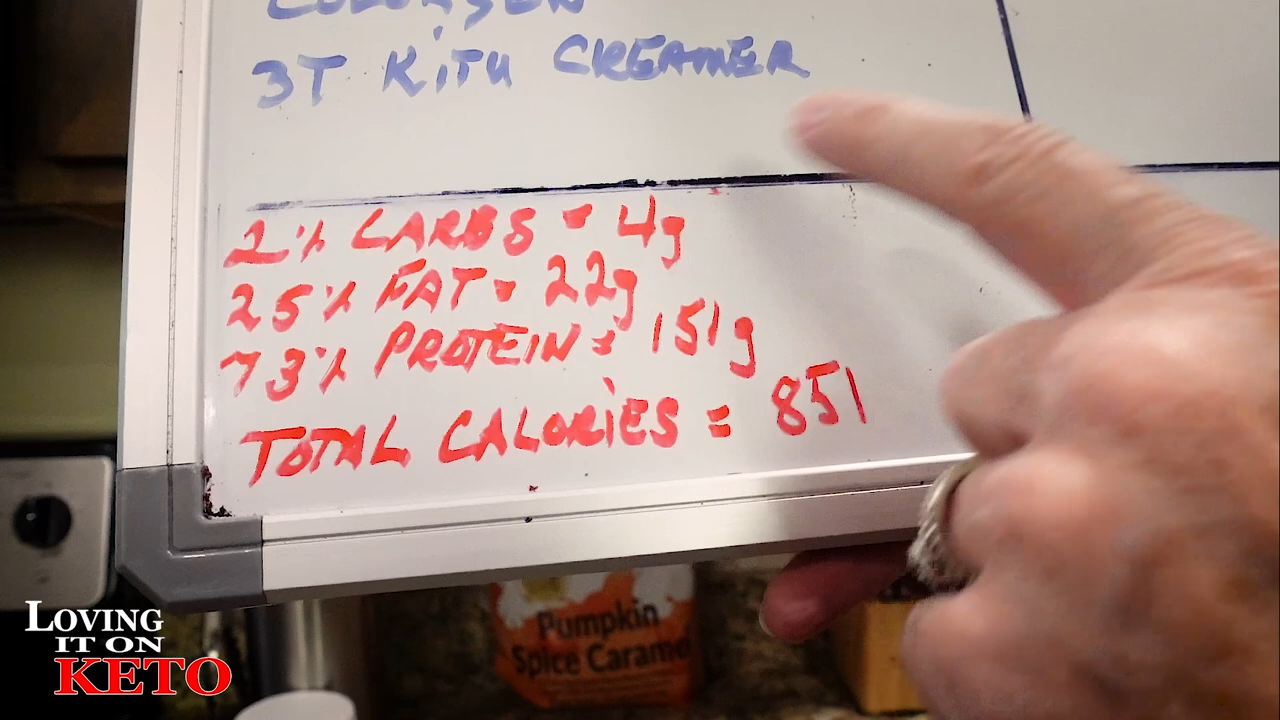 3T KITU CREAMER
2% CARBS = 4g
25% FAT = 22g
73% PROTEIN = 151g
TOTAL CALORIES = 851
Pumpkin
Spice Carame
LOVING
IT ON
KETO